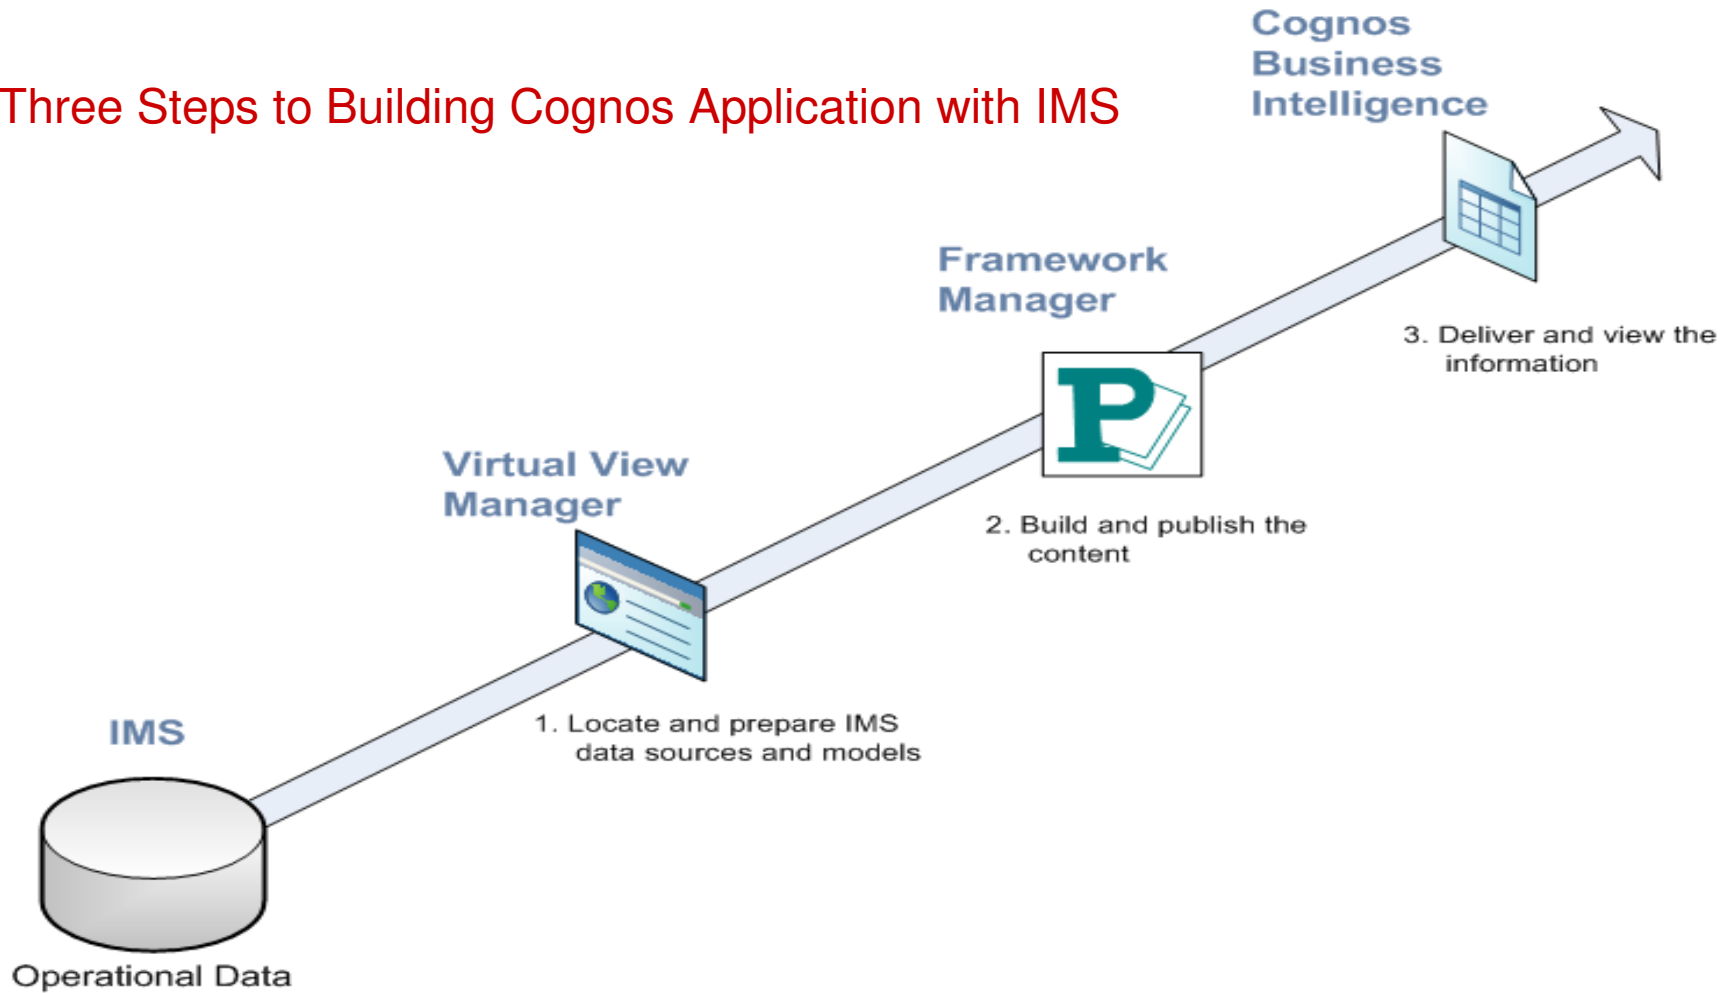 Three Steps to Building Cognos Application with IMS
Cognos
Business
Intelligence
3. Deliver and view the
information
Framework
Manager
P
2. Build and publish the
content
Virtual View
Manager
1. Locate and prepare IMS
data sources and models
IMS
Operational Data